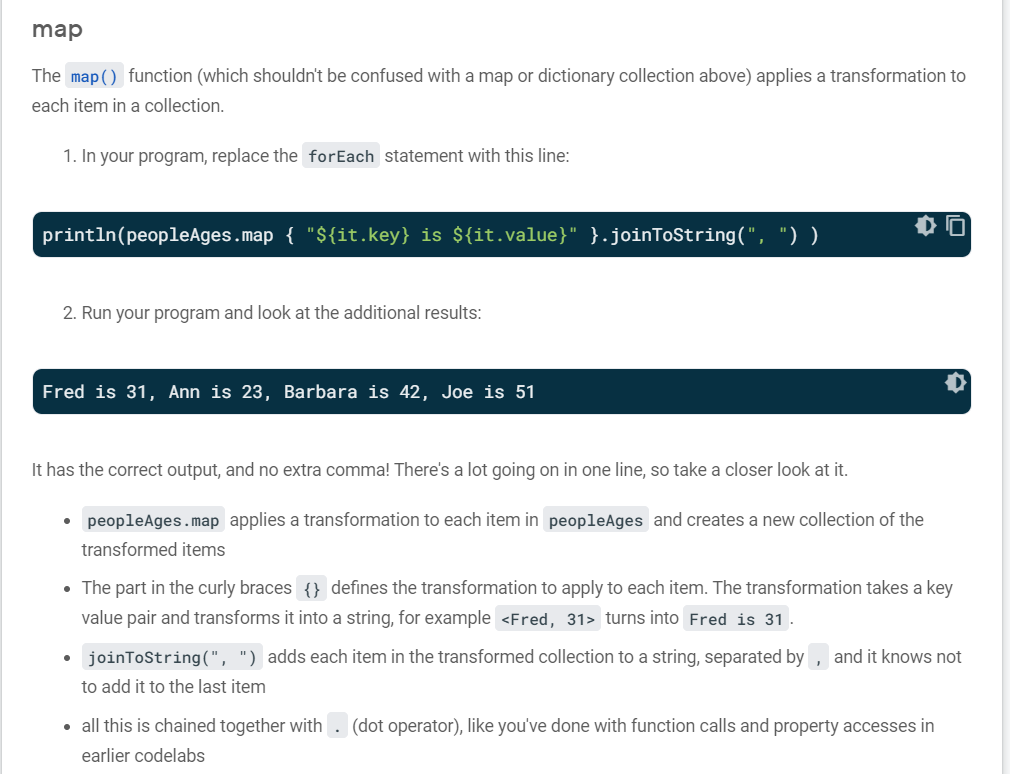 map
The map() function (which shouldn't be confused with a map or dictionary collection above) applies a transformation to
each item in a collection.
1. In your program, replace the forEach statement with this line:
println(peopleAges.map { "${it.key} is ${it.value}" }.joinToString(", ") )
2. Run your program and look at the additional results:
Fred is 31, Ann is 23, Barbara is 42, Joe is 51
It has the correct output, and no extra comma! There's a lot going on in one line, so take a closer look at it.
• peopleAges.map applies a transformation to each item in peopleAges and creates a new collection of the
transformed items
• The part in the curly braces {} defines the transformation to apply to each item. The transformation takes a key
value pair and transforms it into a string, for example <Fred, 31> turns into Fred is 31.
• joinToString(", ") adds each item in the transformed collection to a string, separated by , and it knows not
to add it to the last item
• all this is chained together with . (dot operator), like you've done with function calls and property accesses in
earlier codelabs